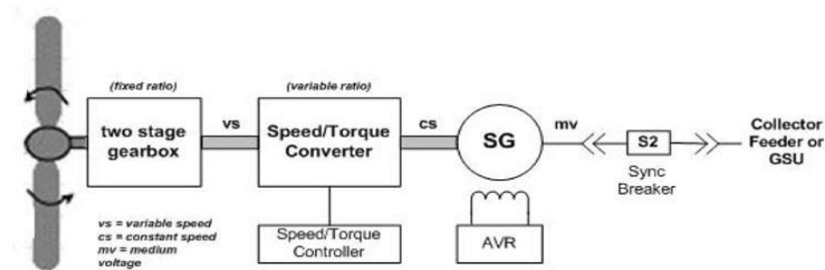 (fixed ratio)
two stage
gearbox
vs
(variable ratio)
Speed/Torque
Converter
cs
SG
mv
S2
Sync
Breaker
Collector
Feeder or
GSU
Speed/Torque
Controller
AVR
vs = variable speed
cs = constant speed
mv = medium
voltage